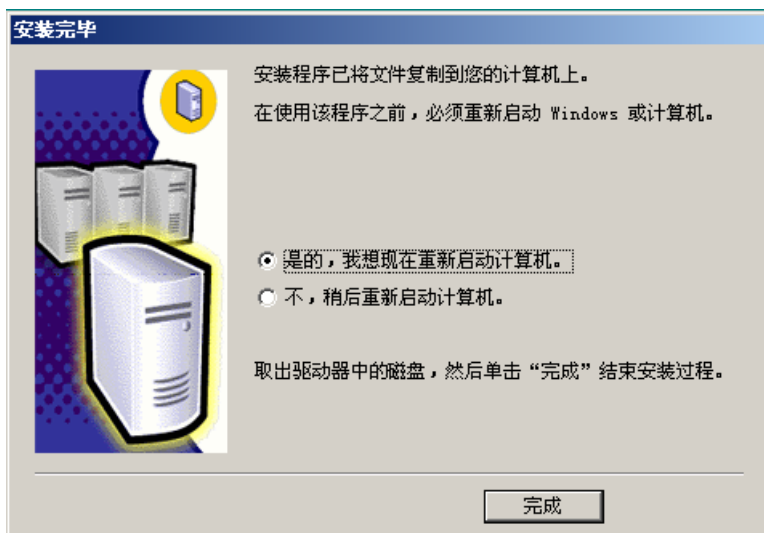 安装完毕
安装程序已将文件复制到您的计算机上。
在使用该程序之前，必须重新启动 Windows 或计算机。
是的，我想现在重新启动计算机。
不，稍后重新启动计算机。
取出驱动器中的磁盘，然后单击“完成”结束安装过程。
完成